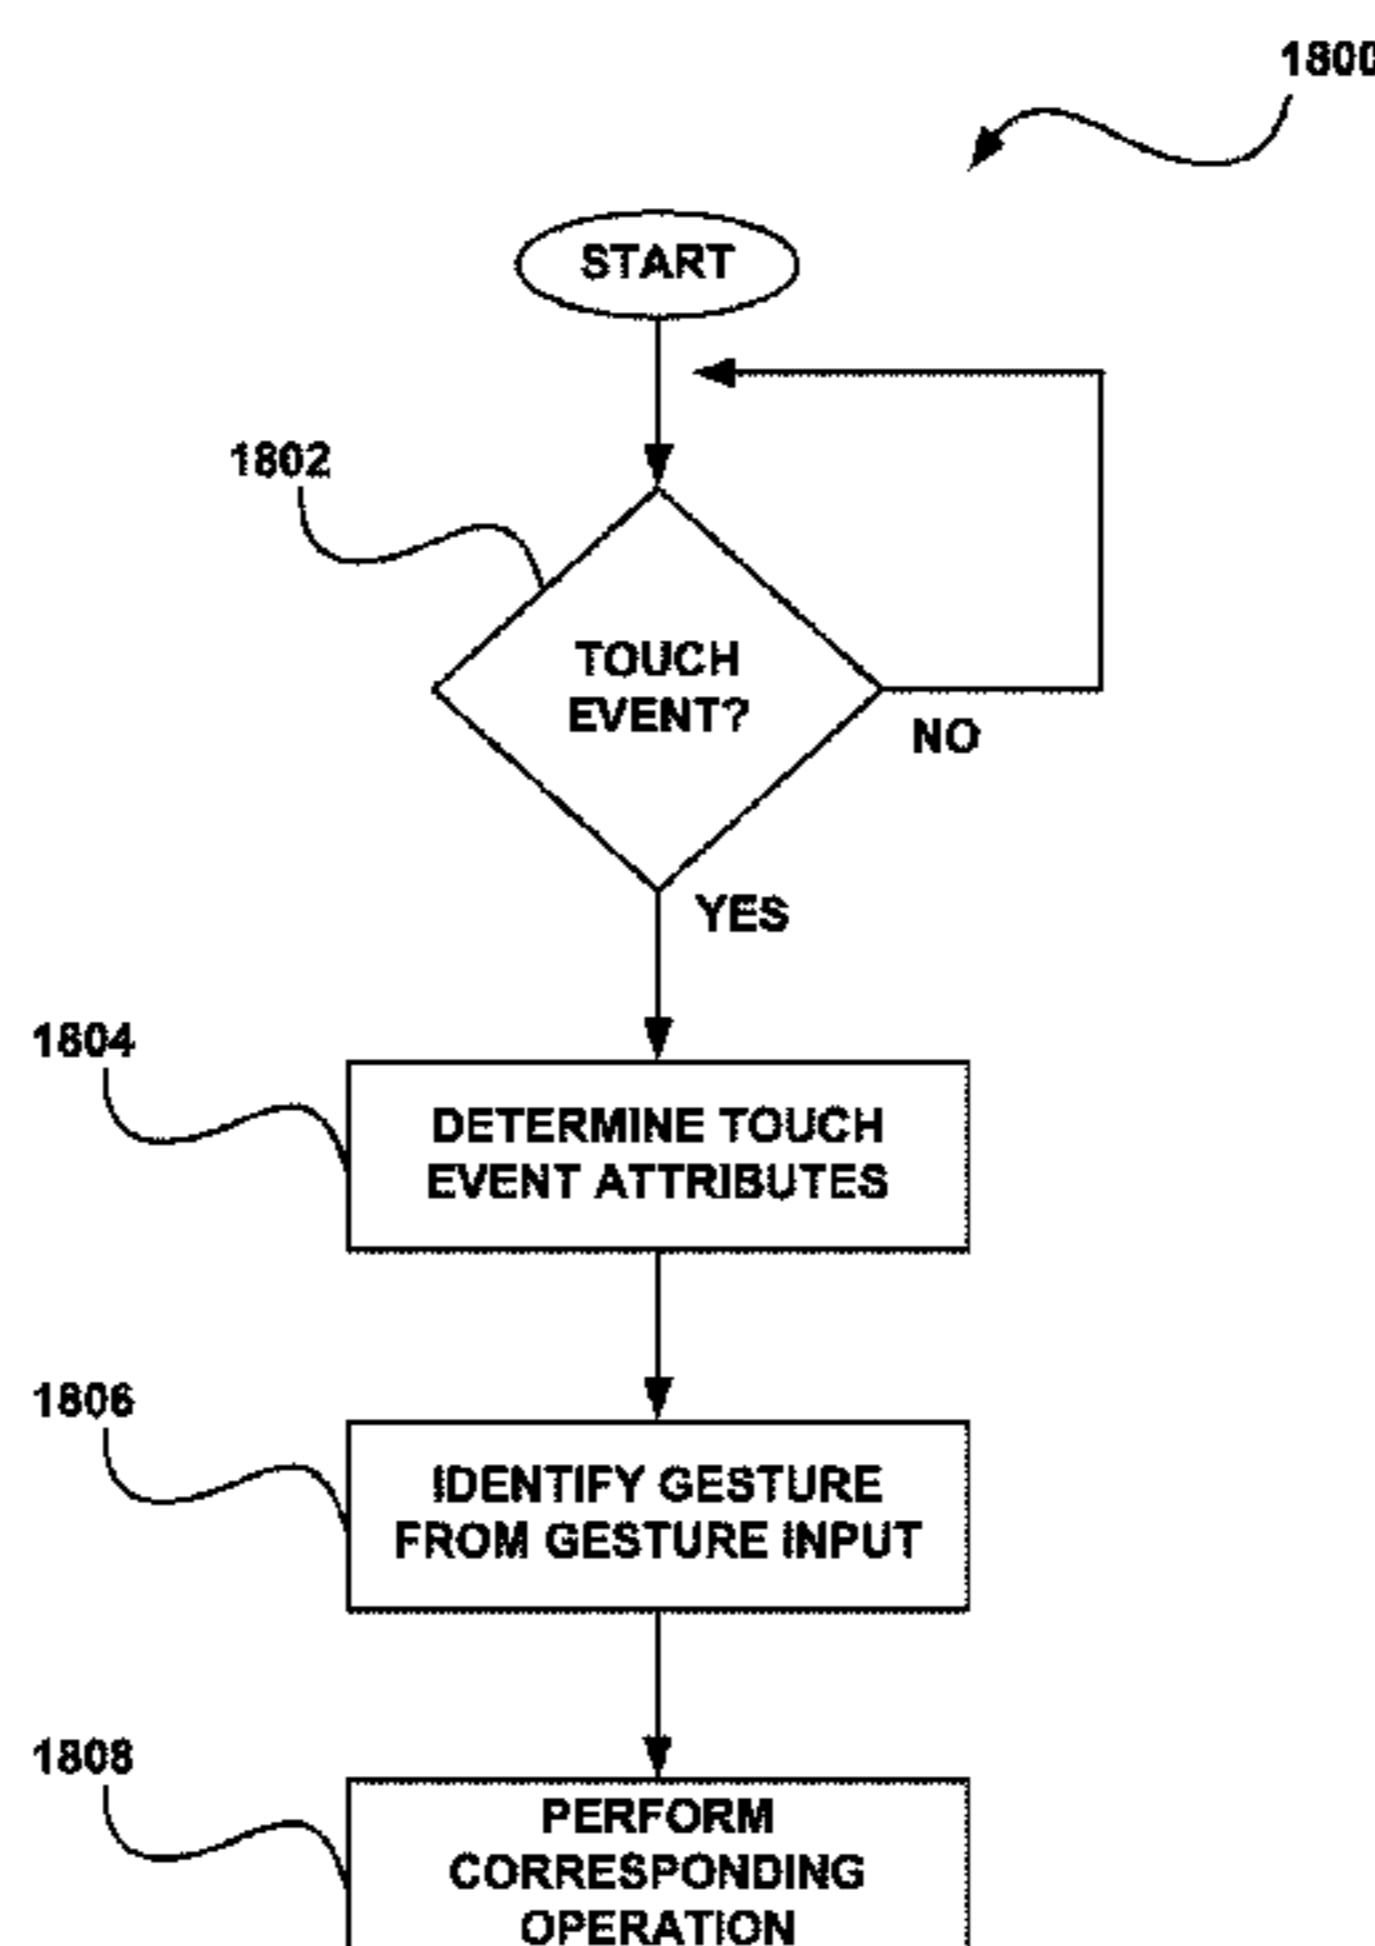 1800
START
1802
TOUCH
EVENT?
NO
YES
1804
DETERMINE TOUCH
EVENT ATTRIBUTES
1806
IDENTIFY GESTURE
FROM GESTURE INPUT
1808
PERFORM
CORRESPONDING
OPERATION